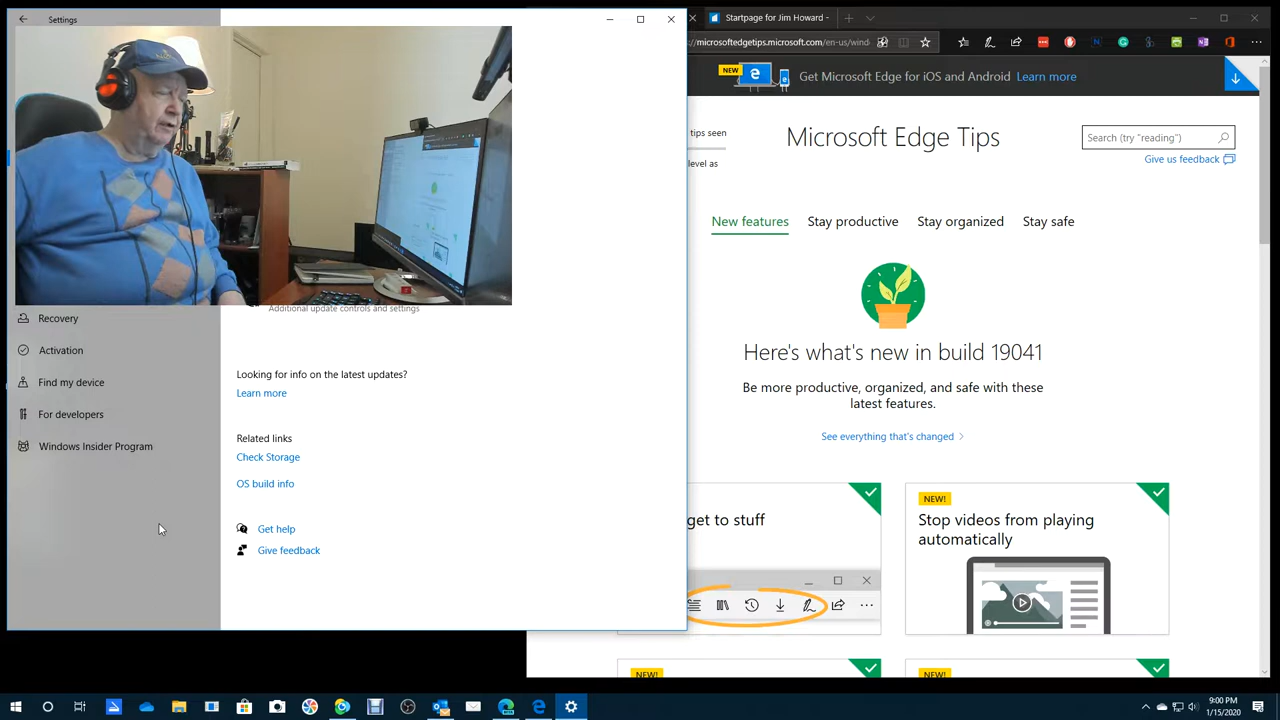 Settings
Recovery
Activation
Find my device
For developers
Windows Insider Program
Additional update controls and settings
Looking for info on the latest updates?
Learn more
Related links
Check Storage
OS build info
Get help
Give feedback
Startpage for Jim Howard -
//microsoftedgetips.microsoft.com/en-us/wind
NEW
Get Microsoft Edge for iOS and Android Learn more
tips seen
level as
Microsoft Edge Tips
Search (try "reading")
Give us feedback
New features Stay productive Stay organized Stay safe
Here's what's new in build 19041
Be more productive, organized, and safe with these
latest features.
See everything that's changed
get to stuff
NEW!
Stop videos from playing
automatically
NEW!
NEW!
9:00 PM
1/15/2020